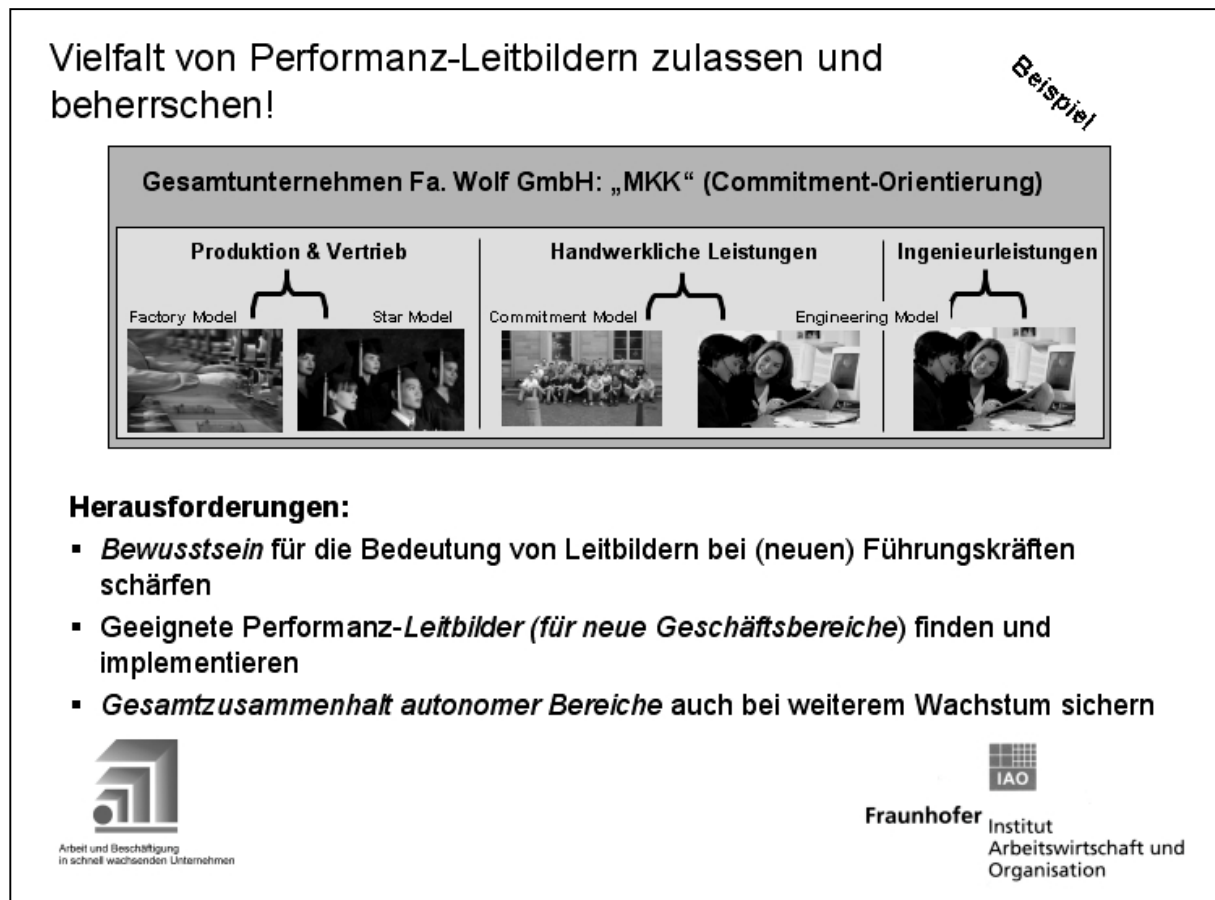 Vielfalt von Performanz-Leitbildern zulassen und
beherrschen!
Beispiel
Gesamtunternehmen Fa. Wolf GmbH: „MKK“ (Commitment-Orientierung)
Produktion & Vertrieb
Handwerkliche Leistungen
Ingenieurleistungen
Factory Model
Star Model
Commitment Model
Engineering Model
Herausforderungen:
▪ Bewusstsein für die Bedeutung von Leitbildern bei (neuen) Führungskräften
schärfen
▪ Geeignete Performanz-Leitbilder (für neue Geschäftsbereiche) finden und
implementieren
▪ Gesamtzusammenhalt autonomer Bereiche auch bei weiterem Wachstum sichern
Arbeit und Beschäftigung
in schnell wachsenden Unternehmen
IAO
Fraunhofer
Institut
Arbeitswirtschaft und
Organisation